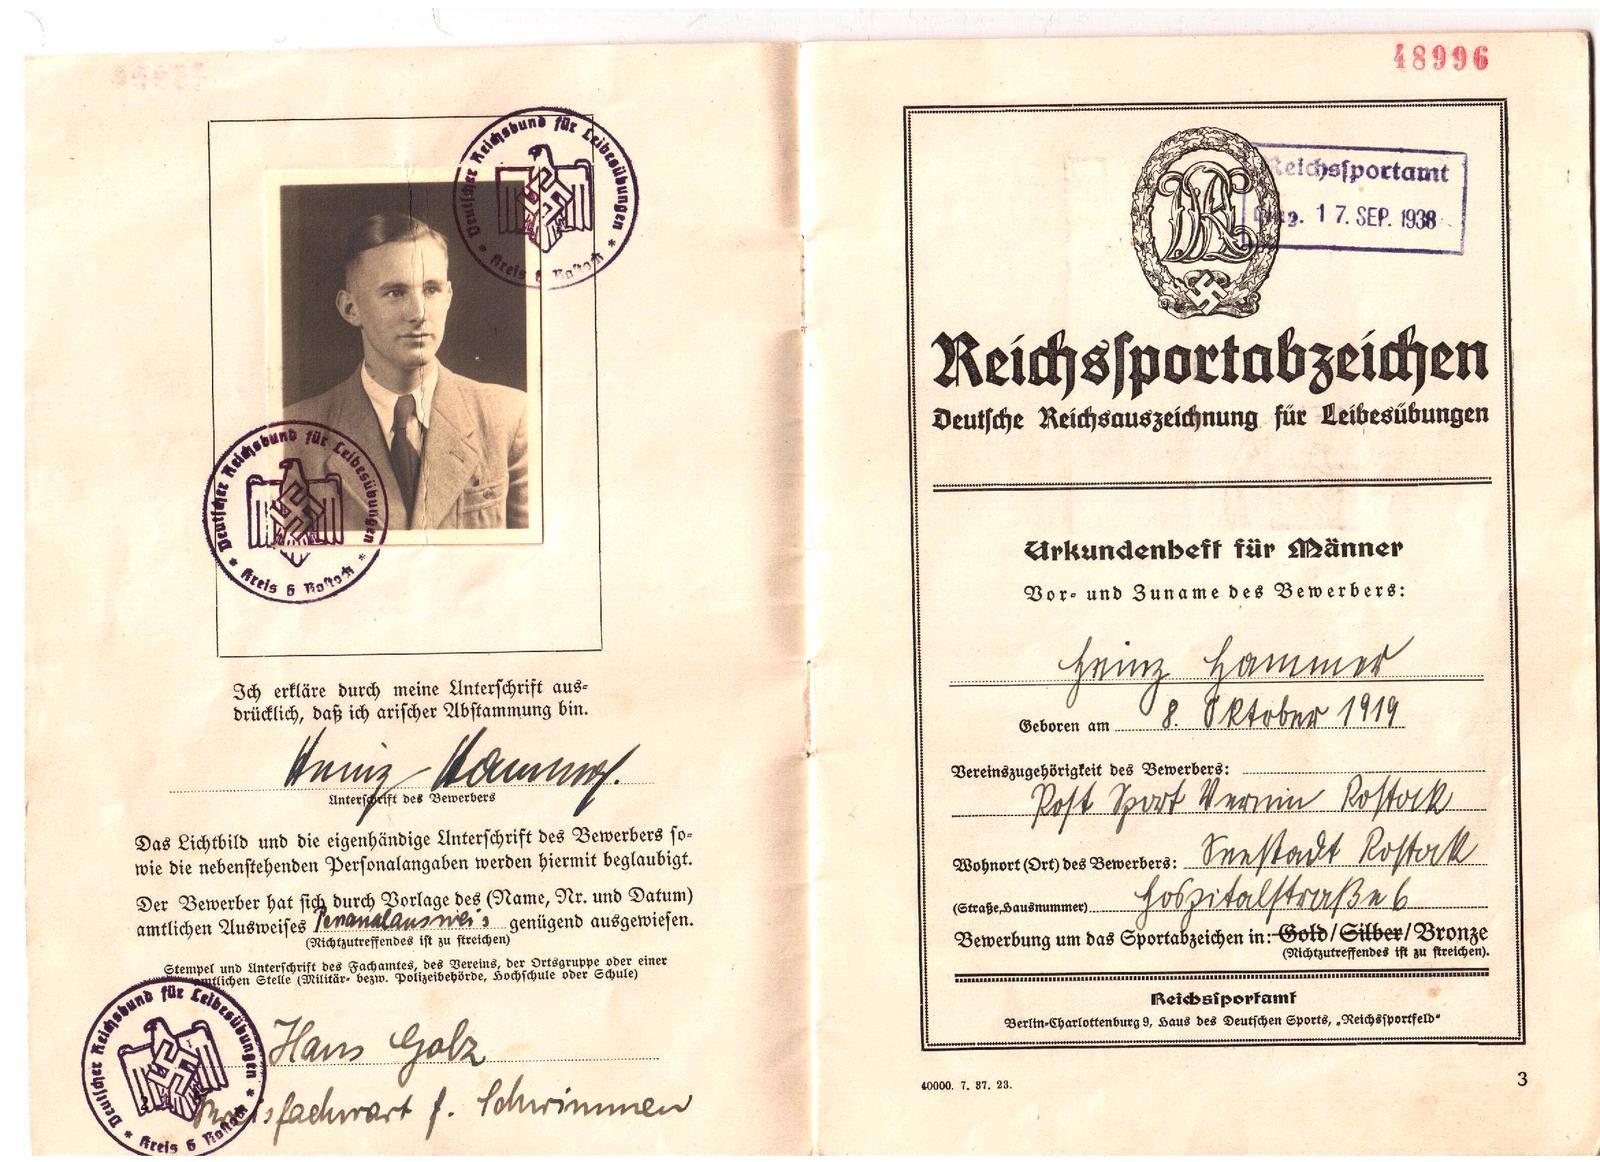 Deutscher Reichsbund für Leibesübungen
Kreis 6 Rostock
Deutscher Reichsbund für Leibesübungen
Kreis 6 Rostock
Ich erkläre durch meine Unterschrift aus-
drücklich, daß ich arischer Abstammung bin.
Heinz Hammer.
Unterschrift des Bewerbers
Das Lichtbild und die eigenhändige Unterschrift des Bewerbers so-
wie die nebenstehenden Personalangaben werden hiermit beglaubigt.
Der Bewerber hat sich durch Vorlage des (Name, Nr. und Datum)
amtlichen Ausweises Personalausweis genügend ausgewiesen.
(Nichtzutreffendes ist zu streichen)
Stempel und Unterschrift des Fachamtes, des Vereins, der Ortsgruppe oder einer
amtlichen Stelle (Militär- bezw. Polizeibehörde, Hochschule oder Schule)
Deutscher Reichsbund für Leibesübungen
Kreis 6 Rostock
Hans Golz
Kreisfachwart f. Schwimmen
48996
Reichssportamt
17. SEP. 1938
Reichssportabzeichen
Deutsche Reichsauszeichnung für Leibesübungen
Urkundenheft für Männer
Vor- und Zuname des Bewerbers:
Heinz Hammer
Geboren am 8. Oktober 1919
Vereinszugehörigkeit des Bewerbers:
Post Sport Verein Rostock
Wohnort (Ort) des Bewerbers: Seestadt Rostock
(Straße, Hausnummer) Hospitalstraße 6
Bewerbung um das Sportabzeichen in: Gold/Silber/Bronze
(Nichtzutreffendes ist zu streichen).
Reichssportamt
Berlin-Charlottenburg 9, Haus des Deutschen Sports, „Reichssportfeld"
40000. 7. 37. 23.
3